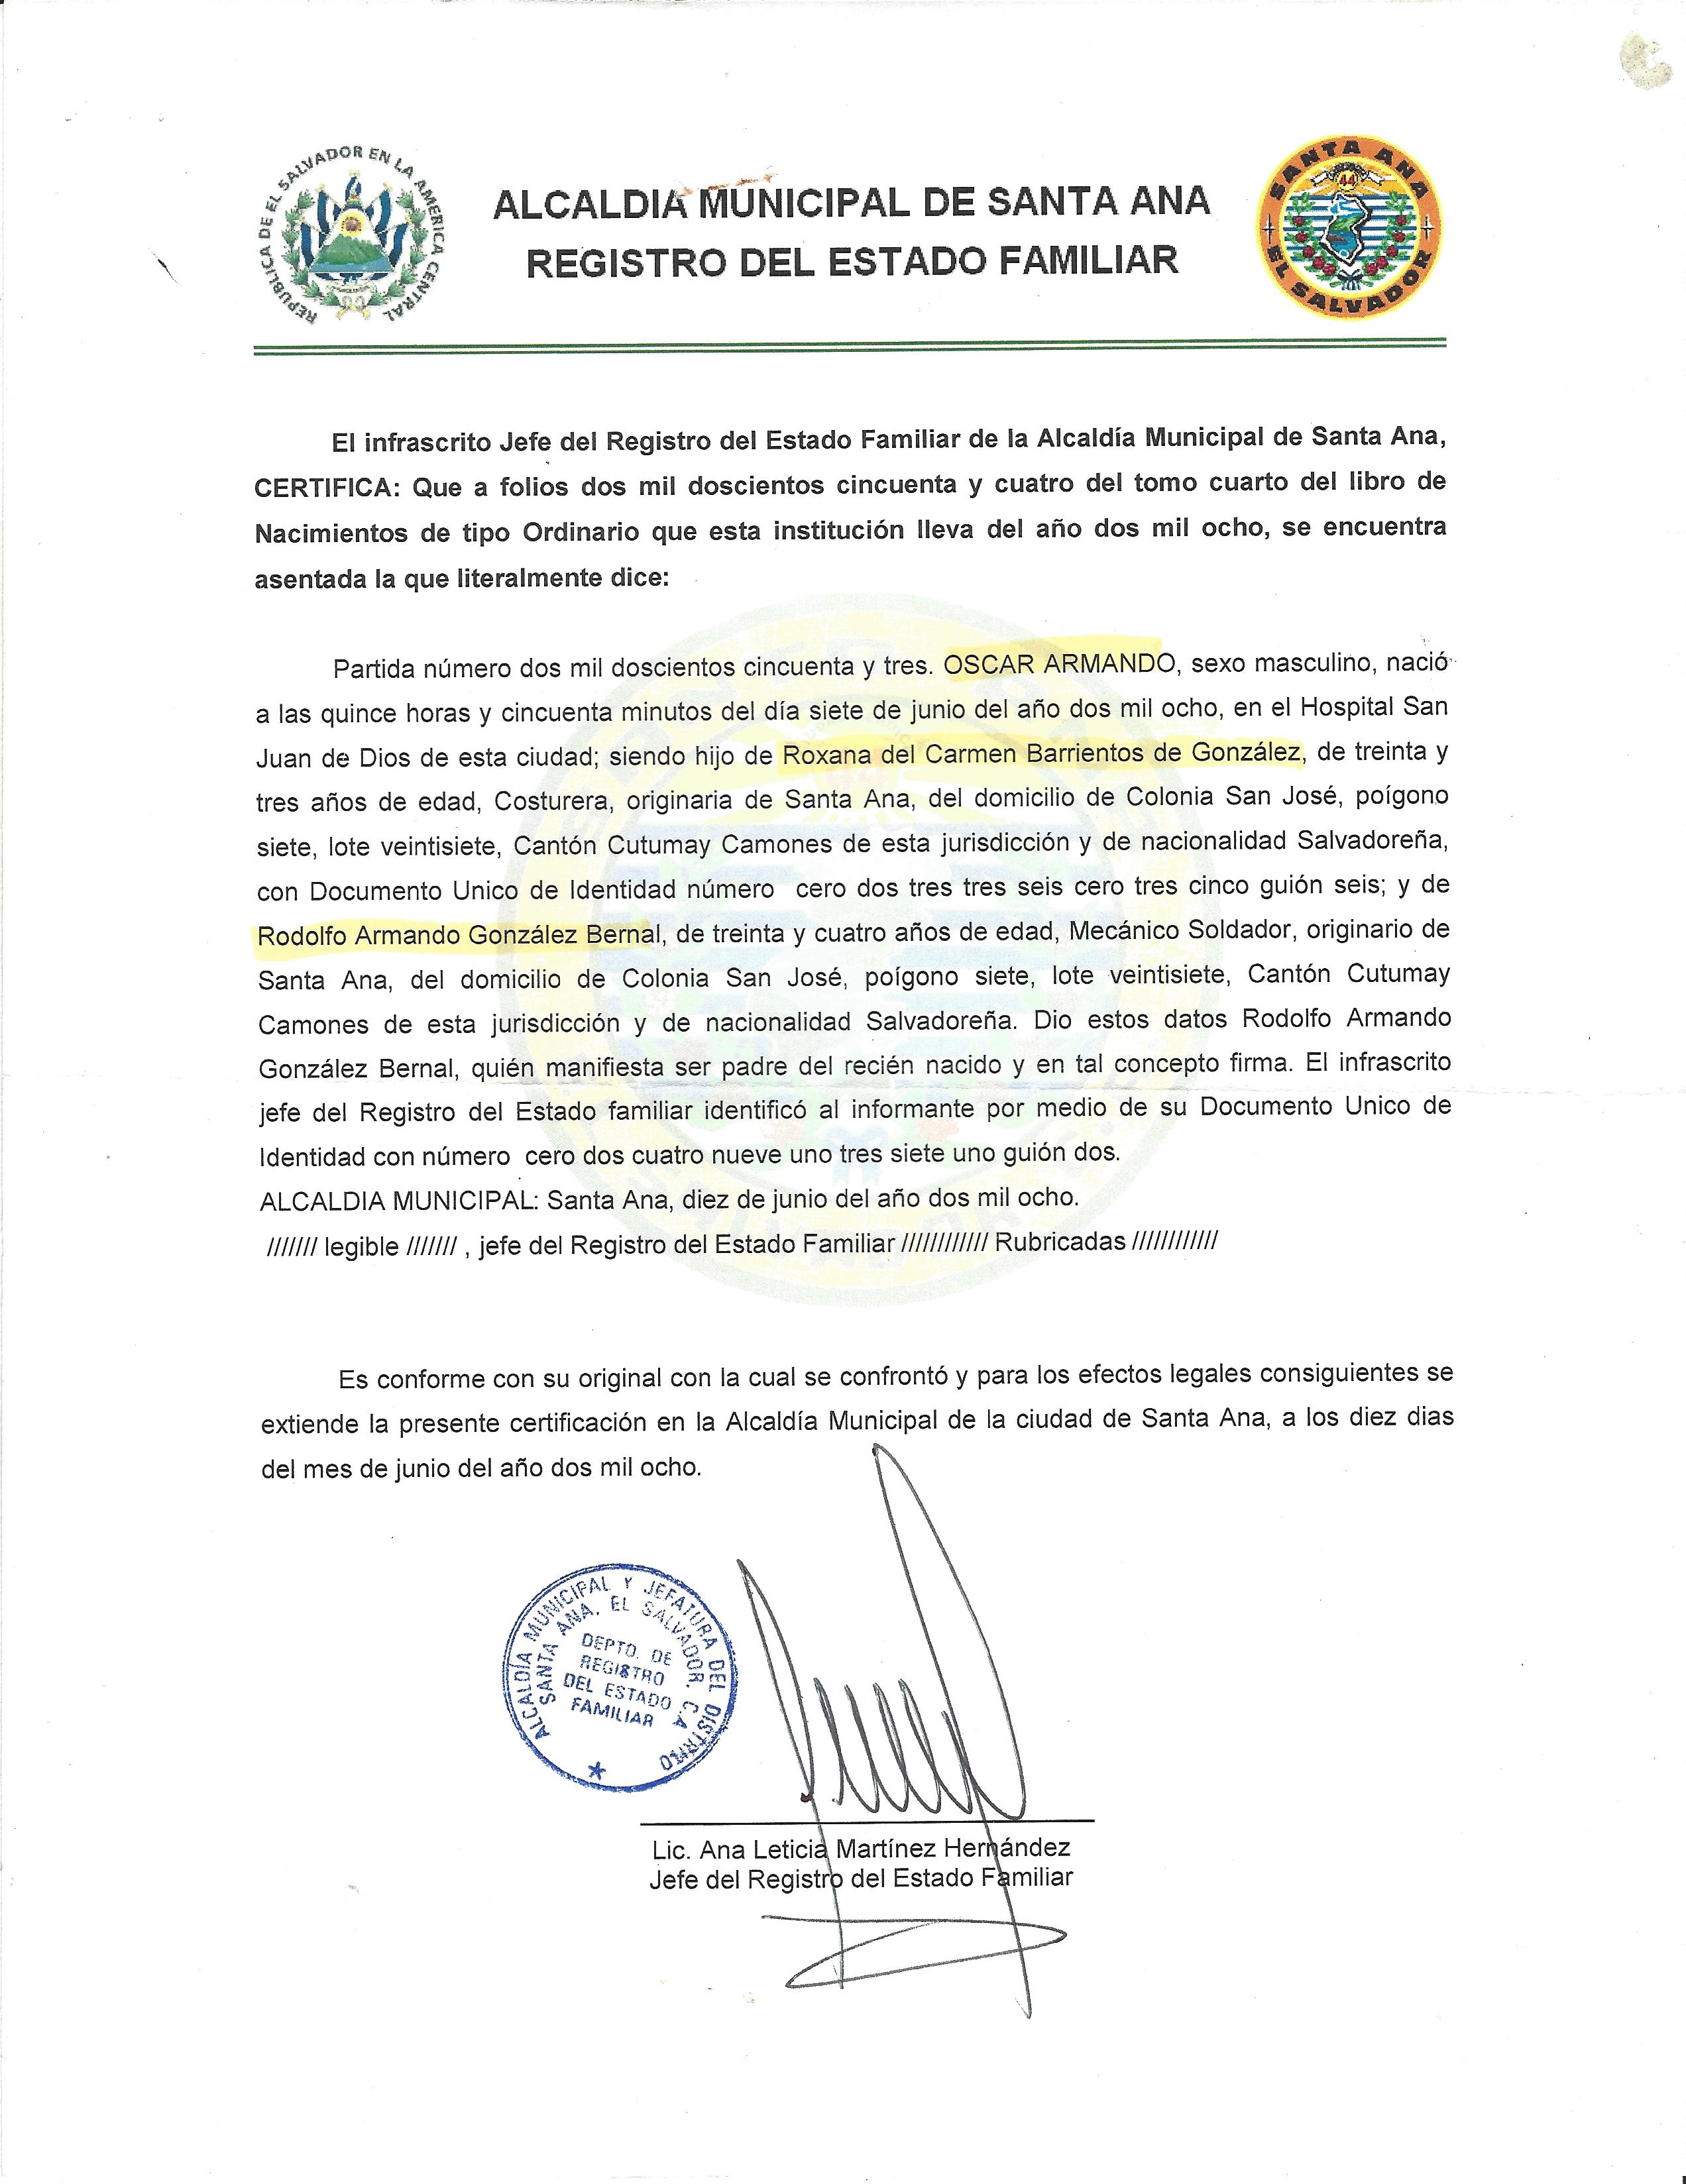 REPUBLICA DE EL SALVADOR EN LA AMERICA CENTRAL
ALCALDIA MUNICIPAL DE SANTA ANA
REGISTRO DEL ESTADO FAMILIAR
SANTA ANA
44
EL SALVADOR
El infrascrito Jefe del Registro del Estado Familiar de la Alcaldía Municipal de Santa Ana,
CERTIFICA: Que a folios dos mil doscientos cincuenta y cuatro del tomo cuarto del libro de
Nacimientos de tipo Ordinario que esta institución lleva del año dos mil ocho, se encuentra
asentada la que literalmente dice:
Partida número dos mil doscientos cincuenta y tres. OSCAR ARMANDO, sexo masculino, nació
a las quince horas y cincuenta minutos del día siete de junio del año dos mil ocho, en el Hospital San
Juan de Dios de esta ciudad; siendo hijo de Roxana del Carmen Barrientos de González, de treinta y
tres años de edad, Costurera, originaria de Santa Ana, del domicilio de Colonia San José, poígono
siete, lote veintisiete, Cantón Cutumay Camones de esta jurisdicción y de nacionalidad Salvadoreña,
con Documento Unico de Identidad número cero dos tres tres seis cero tres cinco guión seis; y de
Rodolfo Armando González Bernal, de treinta y cuatro años de edad, Mecánico Soldador, originario de
Santa Ana, del domicilio de Colonia San José, poígono siete, lote veintisiete, Cantón Cutumay
Camones de esta jurisdicción y de nacionalidad Salvadoreña. Dio estos datos Rodolfo Armando
González Bernal, quién manifiesta ser padre del recién nacido y en tal concepto firma. El infrascrito
jefe del Registro del Estado familiar identificó al informante por medio de su Documento Unico de
Identidad con número cero dos cuatro nueve uno tres siete uno guión dos.
ALCALDIA MUNICIPAL: Santa Ana, diez de junio del año dos mil ocho.
/////// legible /////// , jefe del Registro del Estado Familiar //////////// Rubricadas ////////////
Es conforme con su original con la cual se confrontó y para los efectos legales consiguientes se
extiende la presente certificación en la Alcaldía Municipal de la ciudad de Santa Ana, a los diez dias
del mes de junio del año dos mil ocho.
ALCALDÍA MUNICIPAL Y JEFATURA DEL DISTRITO
SANTA ANA, EL SALVADOR, C.A
DEPTO. DE
REGISTRO
DEL ESTADO
FAMILIAR
Lic. Ana Leticia Martínez Hernández
Jefe del Registro del Estado Familiar